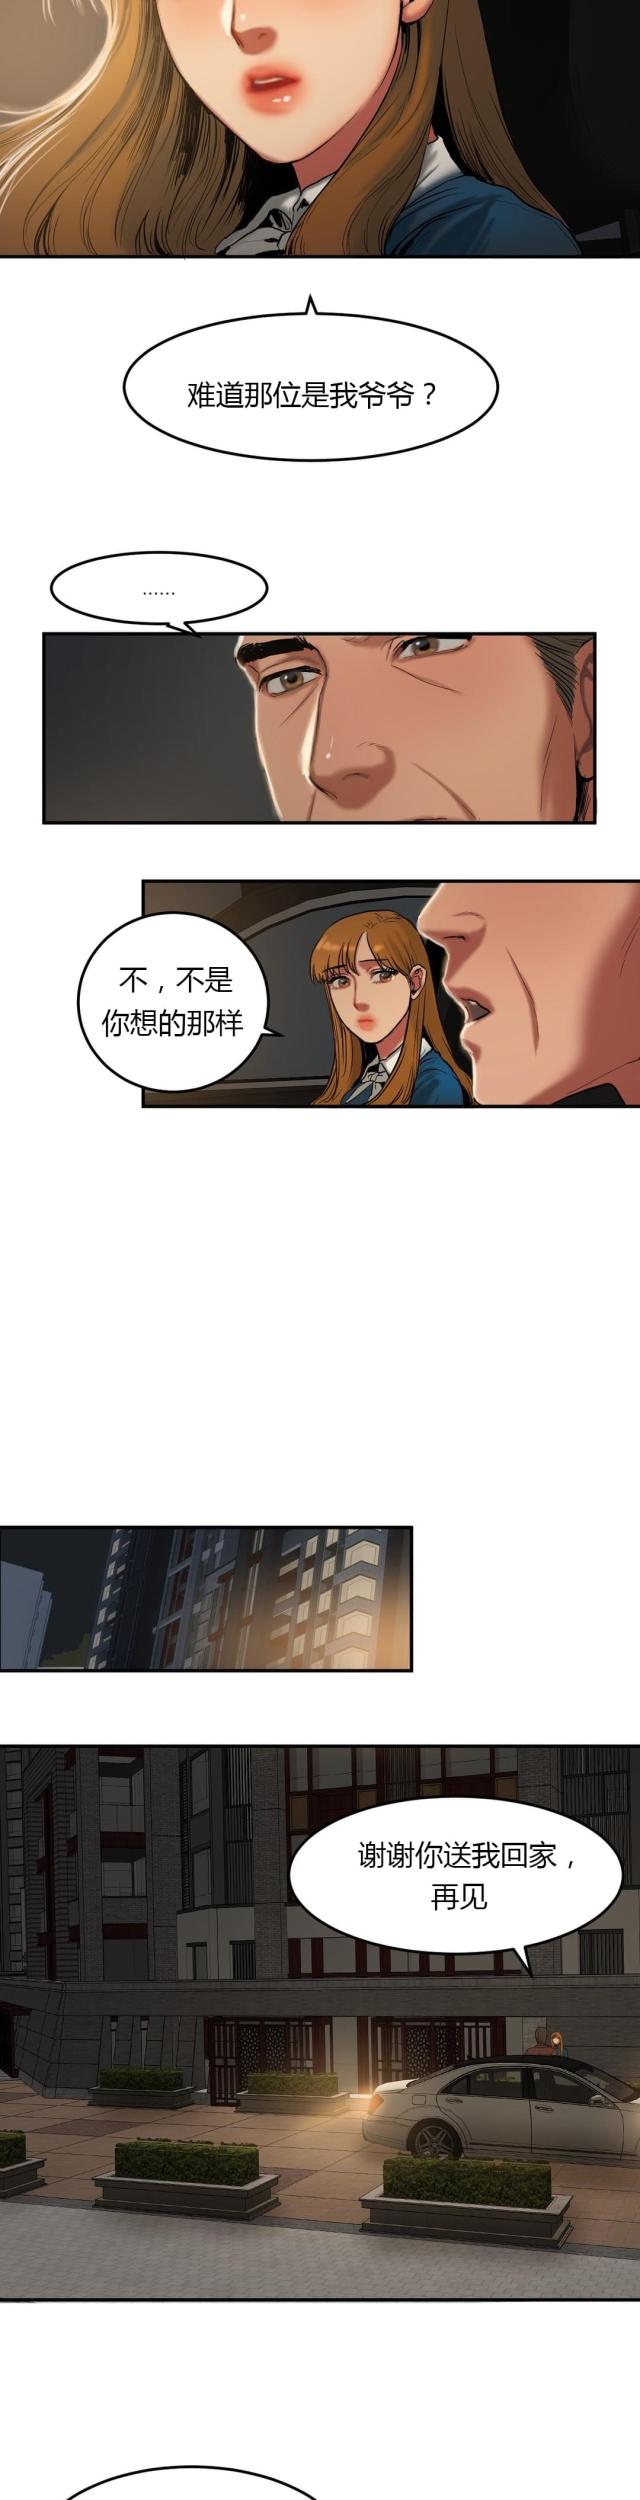 难道那位是我爷爷？
……
不，不是
你想的那样
谢谢你送我回家，
再见